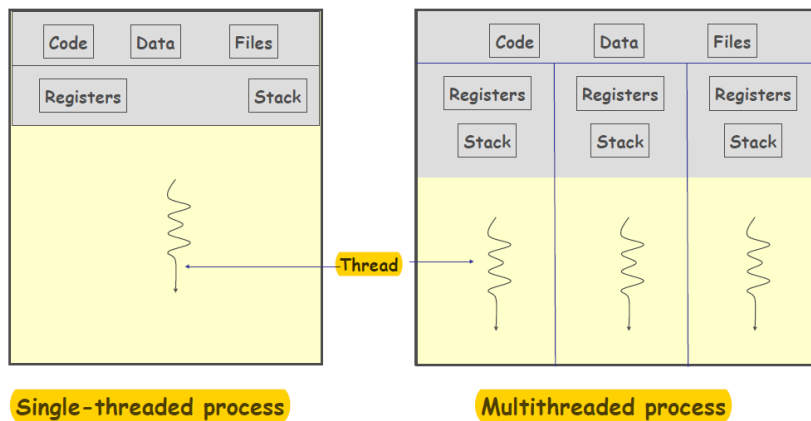 Code Data Files
Registers Stack
Code Data Files
Registers Registers Registers
Stack Stack Stack
Thread
Single-threaded process
Multithreaded process